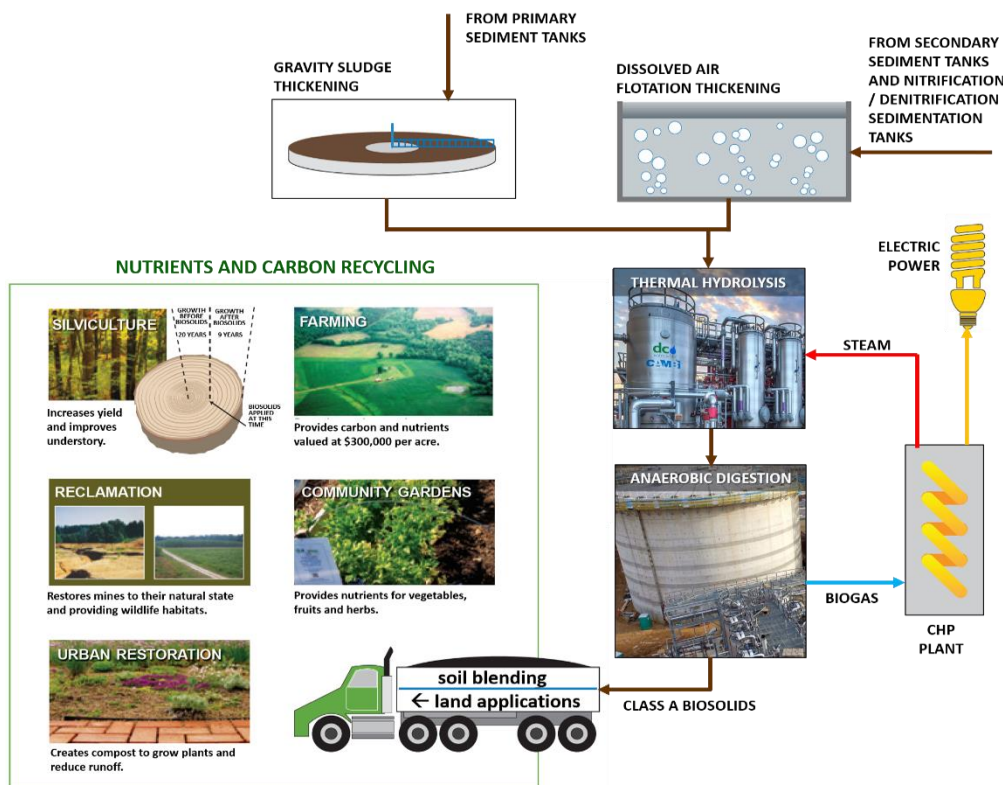 FROM PRIMARY
SEDIMENT TANKS
GRAVITY SLUDGE
THICKENING
DISSOLVED AIR
FLOTATION THICKENING
FROM SECONDARY
SEDIMENT TANKS
AND NITRIFICATION
/ DENITRIFICATION
SEDIMENTATION
TANKS
ELECTRIC
POWER
NUTRIENTS AND CARBON RECYCLING
THERMAL HYDROLYSIS
dc
STEAM
SILVICULTURE
GROWTH
BEFORE
BIOSOLIDS
20 YEARS
GROWTH
AFTER
BIOSOLIDS
9 YEARS
BIOSOLIDS
APPLIED
AT THIS
TIME
Increases yield
and improves
understory.
FARMING
Provides carbon and nutrients
valued at $300,000 per acre.
ANAEROBIC DIGESTION
RECLAMATION
Restores mines to their natural state
and providing wildlife habitats.
COMMUNITY GARDENS
Provides nutrients for vegetables,
fruits and herbs.
BIOGAS
CHP
PLANT
URBAN RESTORATION
Creates compost to grow plants and
reduce runoff.
soil blending
← land applications
CLASS A BIOSOLIDS